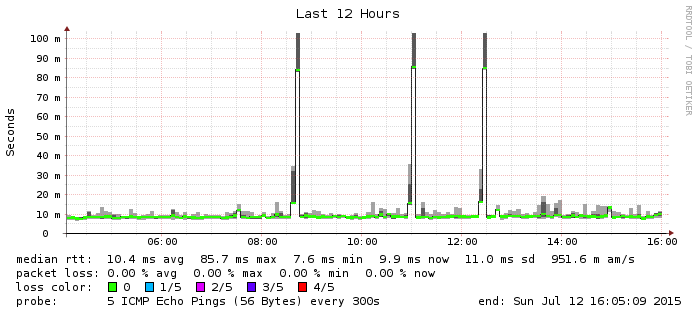 Last 12 Hours
RRDTOOL / TOBI OETIKER
Seconds
100 m
90 m
80 m
70 m
60 m
50 m
40 m
30 m
20 m
10 m
0
06:00 08:00 10:00 12:00 14:00 16:00
median rtt: 10.4 ms avg 85.7 ms max 7.6 ms min 9.9 ms now 11.0 ms sd 951.6 m am/s
packet loss: 0.00 % avg 0.00 % max 0.00 % min 0.00 % now
loss color: 0 1/5 2/5 3/5 4/5
probe: 5 ICMP Echo Pings (56 Bytes) every 300s end: Sun Jul 12 16:05:09 2015